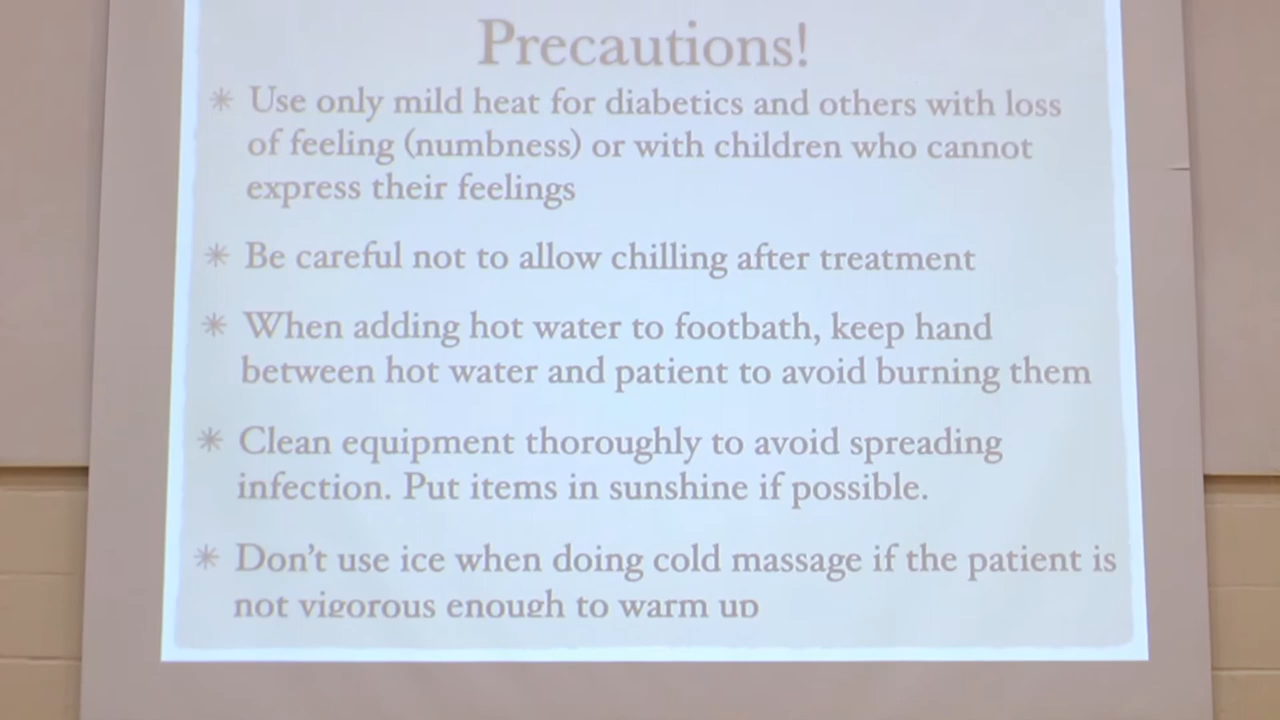 Precautions!
* Use only mild heat for diabetics and others with loss
of feeling (numbness) or with children who cannot
express their feelings
* Be careful not to allow chilling after treatment
* When adding hot water to footbath, keep hand
between hot water and patient to avoid burning them
* Clean equipment thoroughly to avoid spreading
infection. Put items in sunshine if possible.
* Don't use ice when doing cold massage if the patient is
not vigorous enough to warm up